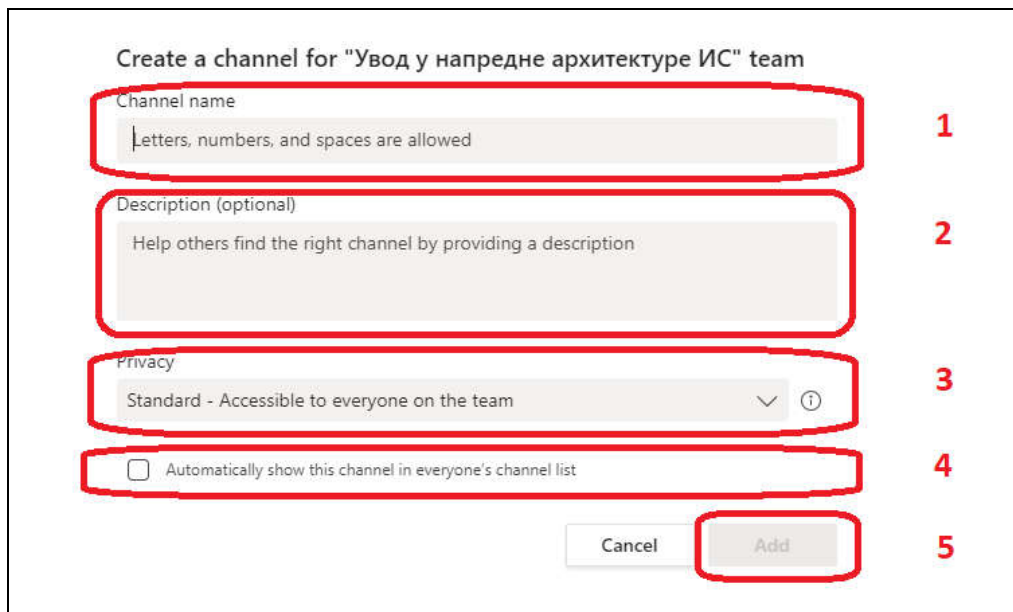 Create a channel for "Увод у напредне архитектуре ИС" team
Channel name
Letters, numbers, and spaces are allowed
1
Description (optional)
Help others find the right channel by providing a description
2
Privacy
Standard - Accessible to everyone on the team
3
Automatically show this channel in everyone's channel list
4
Cancel
Add
5